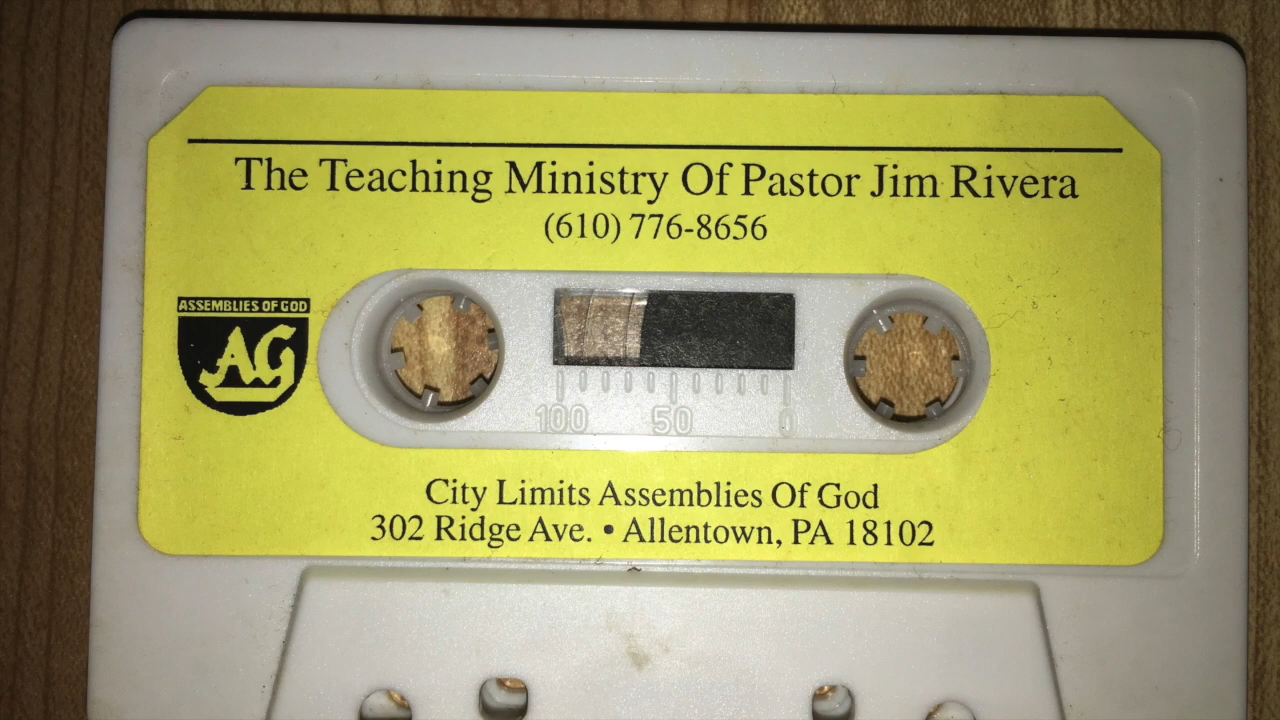 The Teaching Ministry Of Pastor Jim Rivera
(610) 776-8656
ASSEMBLIES OF GOD
AG
100 50 0
City Limits Assemblies Of God
302 Ridge Ave. • Allentown, PA 18102